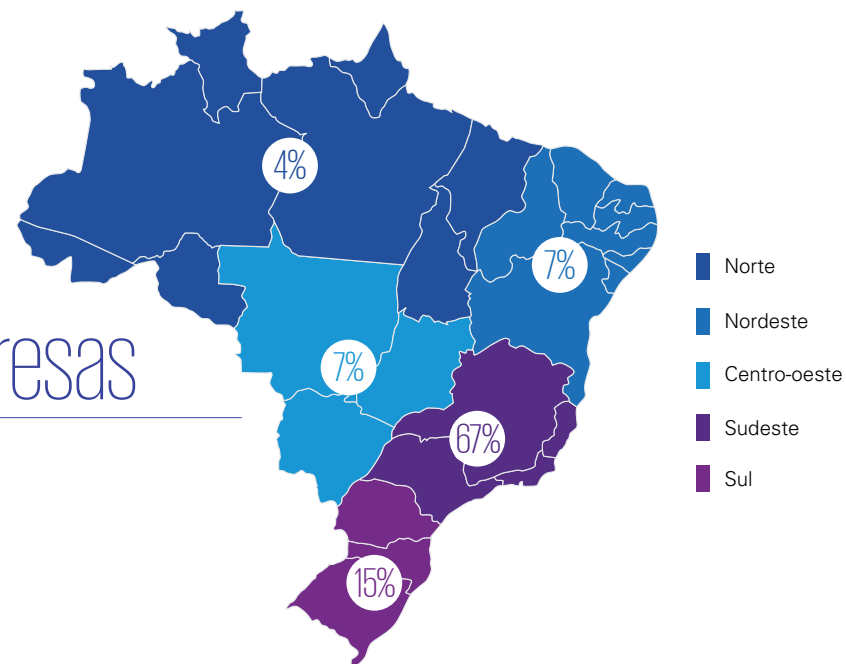 4%
7%
Norte
Nordeste
resas
7%
Centro-oeste
67%
Sudeste
Sul
15%